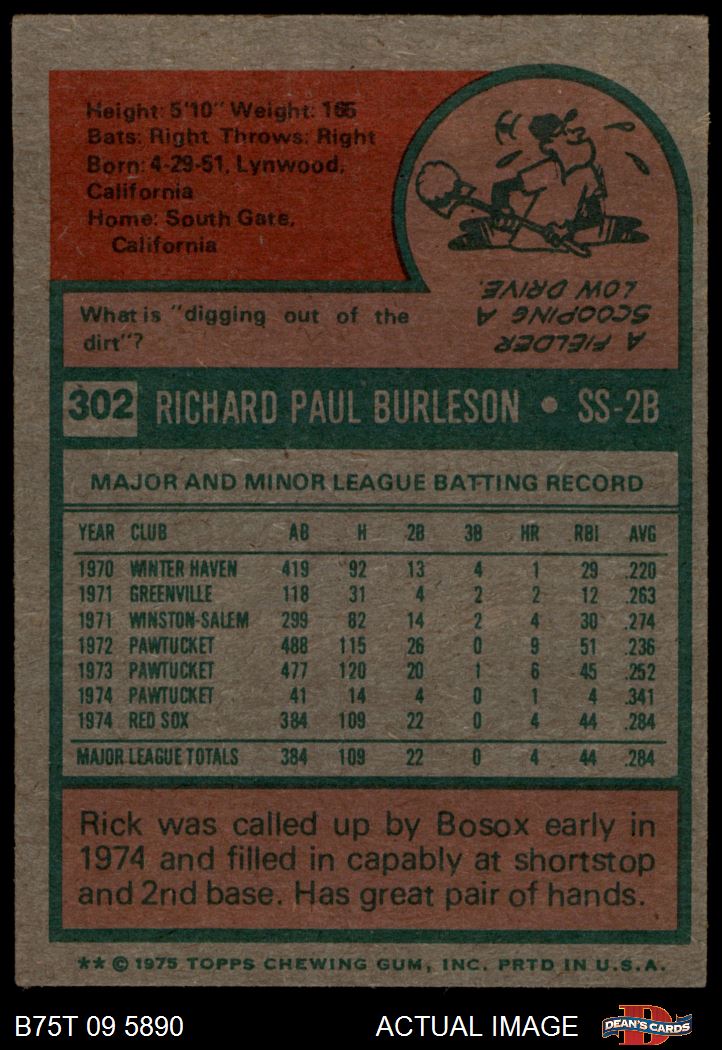 Height: 5'10" Weight: 165
Bats: Right Throws: Right
Born: 4-29-51, Lynwood,
California
Home: South Gate,
California
What is "digging out of the
dirt"?
A FIELDER
SCOOPING A
LOW DRIVE.
302 RICHARD PAUL BURLESON • SS-2B
MAJOR AND MINOR LEAGUE BATTING RECORD
YEAR CLUB AB H 2B 3B HR RBI AVG
1970 WINTER HAVEN 419 92 13 4 1 29 .220
1971 GREENVILLE 118 31 4 2 2 12 .263
1971 WINSTON-SALEM 299 82 14 2 4 30 .274
1972 PAWTUCKET 488 115 26 0 9 51 .236
1973 PAWTUCKET 477 120 20 1 6 45 .252
1974 PAWTUCKET 41 14 4 0 1 4 .341
1974 RED SOX 384 109 22 0 4 44 .284
MAJOR LEAGUE TOTALS 384 109 22 0 4 44 .284
Rick was called up by Bosox early in
1974 and filled in capably at shortstop
and 2nd base. Has great pair of hands.
** © 1975 TOPPS CHEWING GUM, INC. PRTD IN U.S.A.
B75T 09 5890 ACTUAL IMAGE DEAN'S CARDS